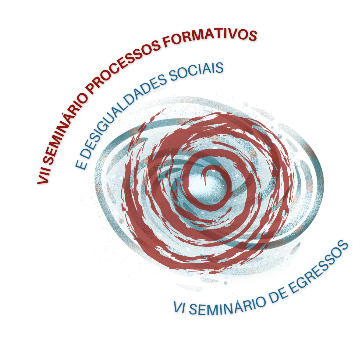 VII SEMINÁRIO PROCESSOS FORMATIVOS
E DESIGUALDADES SOCIAIS
VI SEMINÁRIO DE EGRESSOS